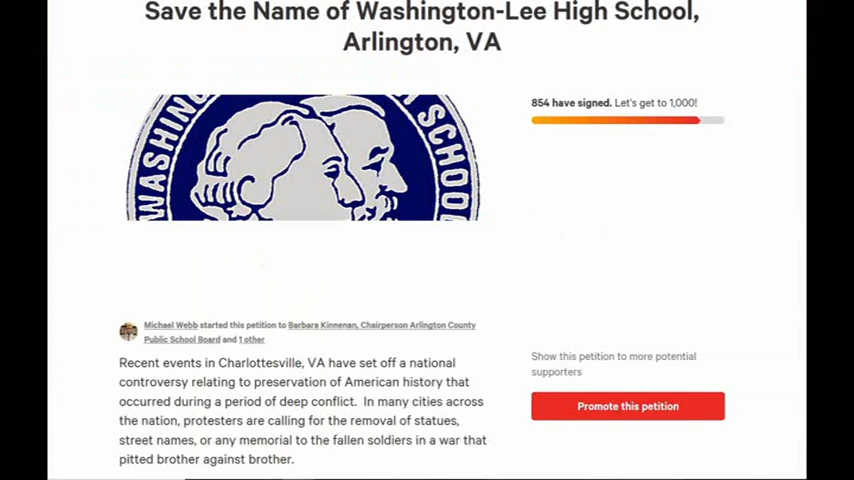 Save the Name of Washington-Lee High School,
Arlington, VA
854 have signed. Let's get to 1,000!
WASHING
SCHOOL
Michael Webb started this petition to Barbara Kinnenan, Chairperson Arlington County
Public School Board and 1 other
Recent events in Charlottesville, VA have set off a national
controversy relating to preservation of American history that
occurred during a period of deep conflict. In many cities across
the nation, protesters are calling for the removal of statues,
street names, or any memorial to the fallen soldiers in a war that
pitted brother against brother.
Show this petition to more potential
supporters
Promote this petition